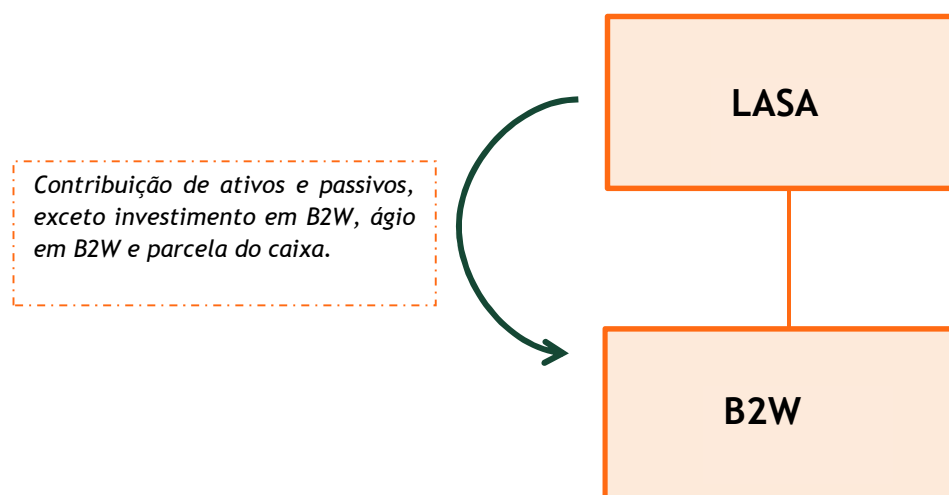 LASA
Contribuição de ativos e passivos,
exceto investimento em B2W, ágio
em B2W e parcela do caixa.
B2W